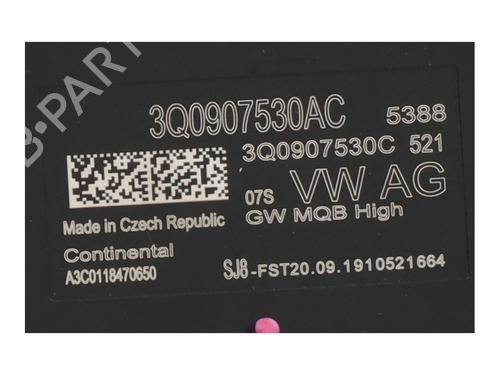 B-PARTS
3Q0907530AC 5388
3Q0907530C 521
07S VW AG
GW MQB High
Made in Czech Republic
Continental
A3C0118470650
SJ8-FST20.09.1910521664